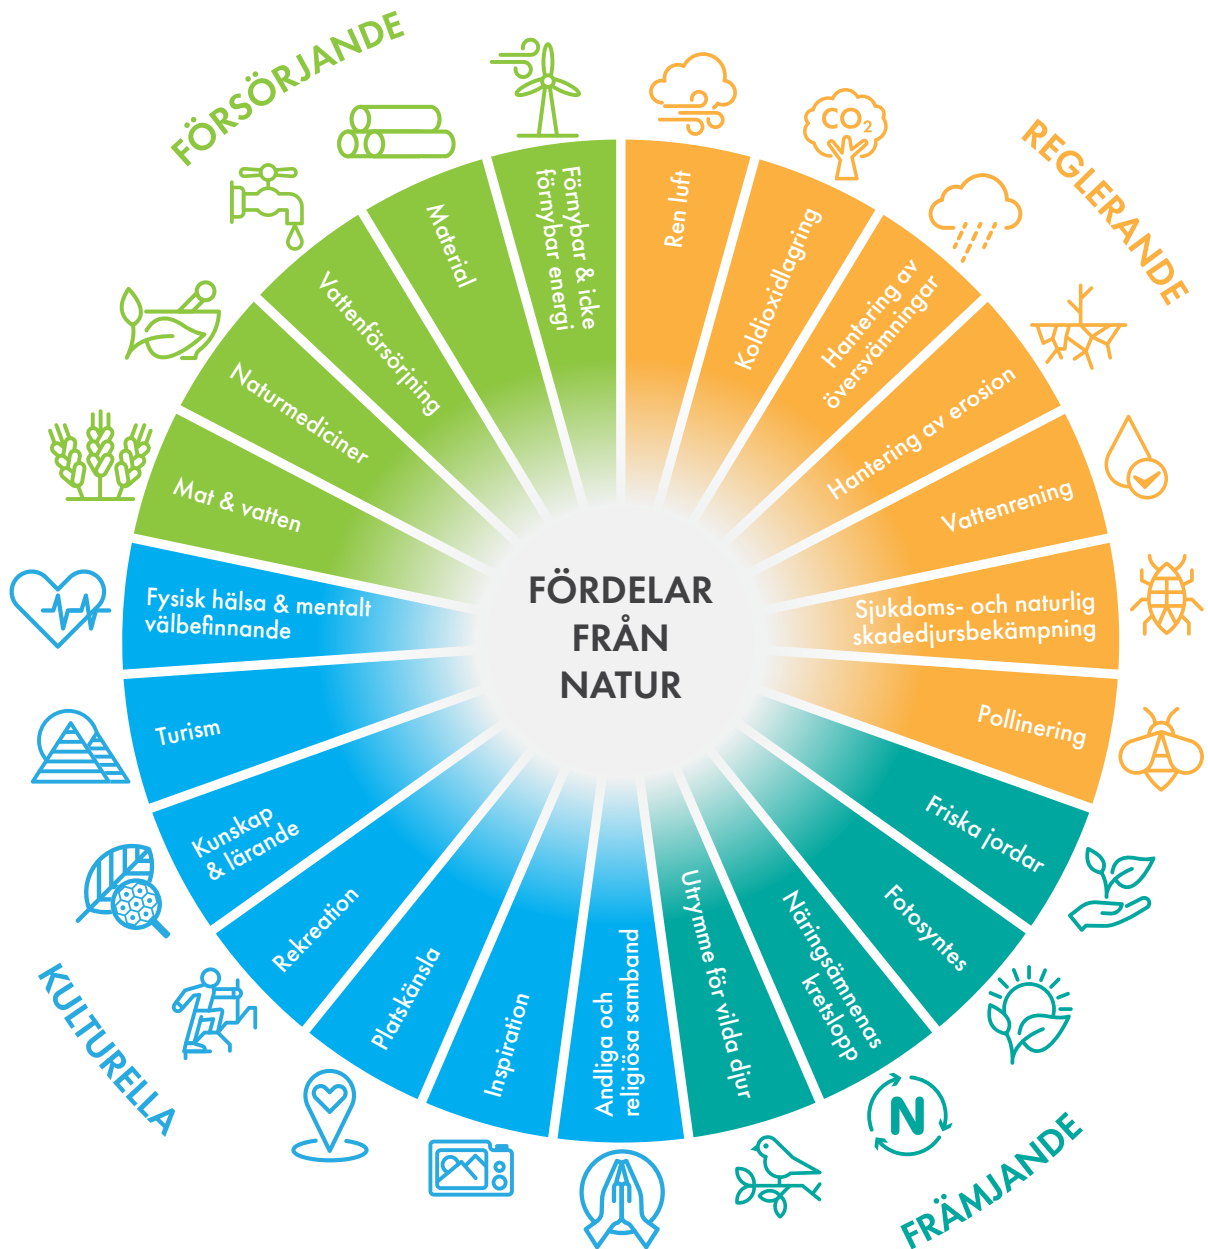 FÖRDELAR
FRÅN
NATUR
FÖRSÖRJANDE
Mat & vatten
Naturmediciner
Vattenförsörjning
Material
Förnybar & icke
förnybar energi
REGLERANDE
Ren luft
CO2
Koldioxidlagring
Hantering av
översvämningar
Hantering av erosion
Vattenrening
Sjukdoms- och naturlig
skadedjursbekämpning
Pollinering
FRÄMJANDE
Friska jordar
Fotosyntes
Näringsämnenas
kretslopp
N
Utrymme för vilda djur
KULTURELLA
Andliga och
religiösa samband
Inspiration
Platskänsla
Rekreation
Kunskap
& lärande
Turism
Fysisk hälsa & mentalt
välbefinnande